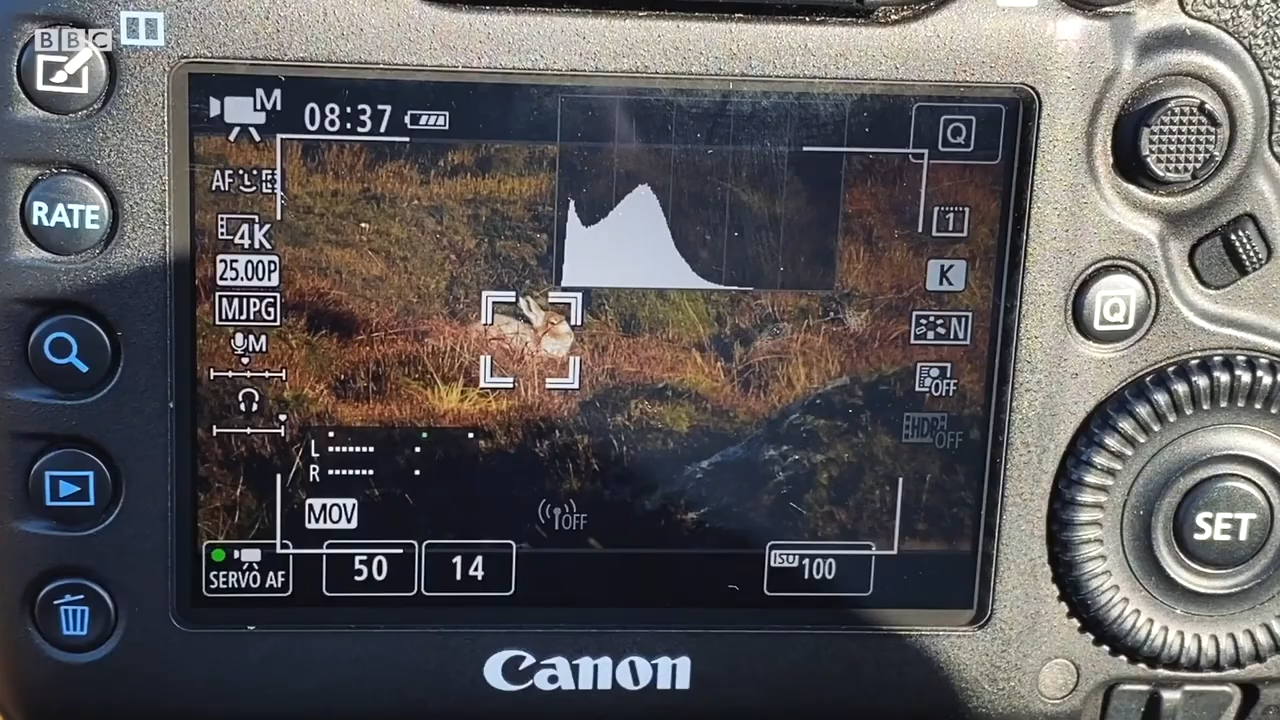 BBC
M
08:37
Q
AF
RATE
4K
1
25.00P
K
MJPG
Q
N
M
OFF
HDR OFF
L
R
MOV
OFF
SET
SERVO AF
50
14
ISO 100
Canon